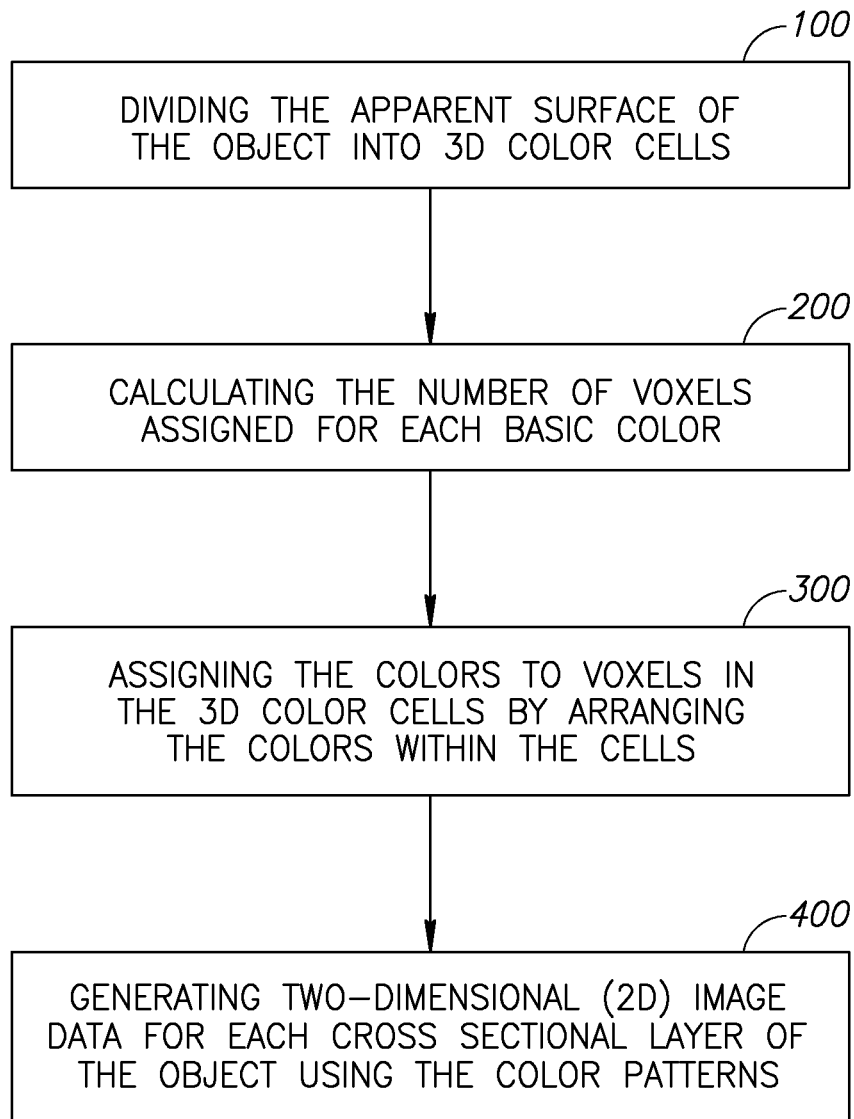 100
DIVIDING THE APPARENT SURFACE OF
THE OBJECT INTO 3D COLOR CELLS
200
CALCULATING THE NUMBER OF VOXELS
ASSIGNED FOR EACH BASIC COLOR
300
ASSIGNING THE COLORS TO VOXELS IN
THE 3D COLOR CELLS BY ARRANGING
THE COLORS WITHIN THE CELLS
400
GENERATING TWO-DIMENSIONAL (2D) IMAGE
DATA FOR EACH CROSS SECTIONAL LAYER OF
THE OBJECT USING THE COLOR PATTERNS